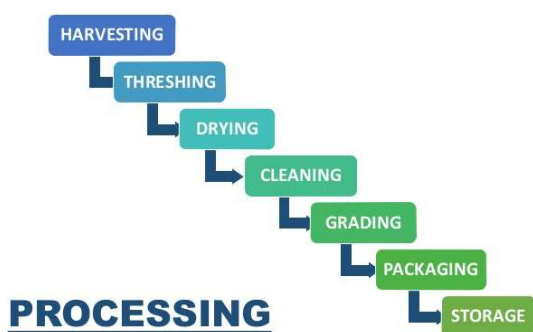 HARVESTING
THRESHING
DRYING
CLEANING
GRADING
PACKAGING
STORAGE
PROCESSING